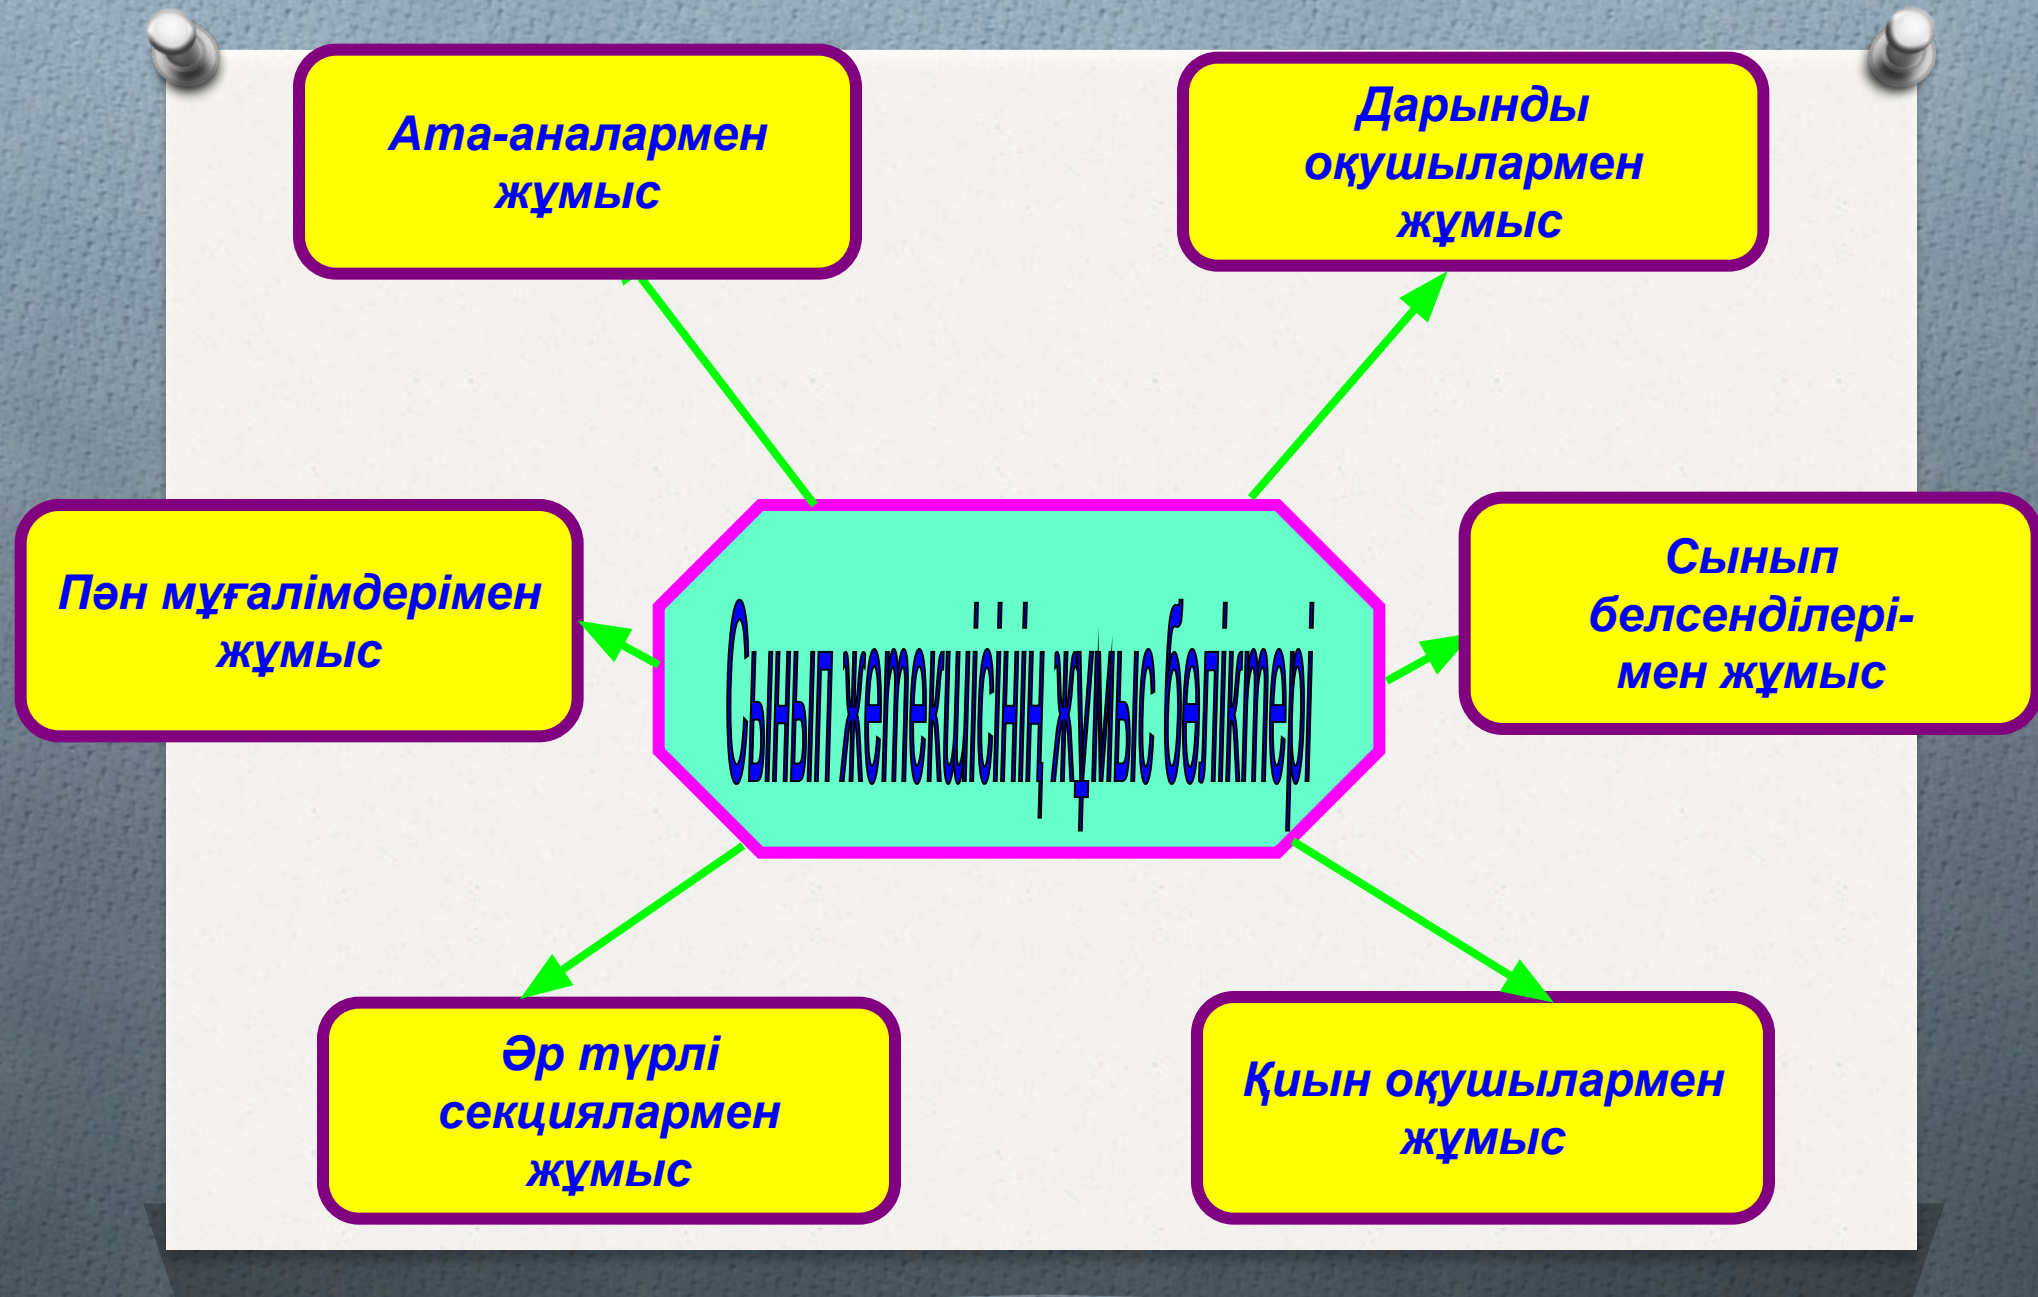 Ата-аналармен
жұмыс
Дарынды
оқушылармен
жұмыс
Пән мұғалімдерімен
жұмыс
Сынып жетекшісінің жұмыс бөліктері
Сынып
белсенділері-
мен жұмыс
Әр түрлі
секциялармен
жұмыс
Қиын оқушылармен
жұмыс